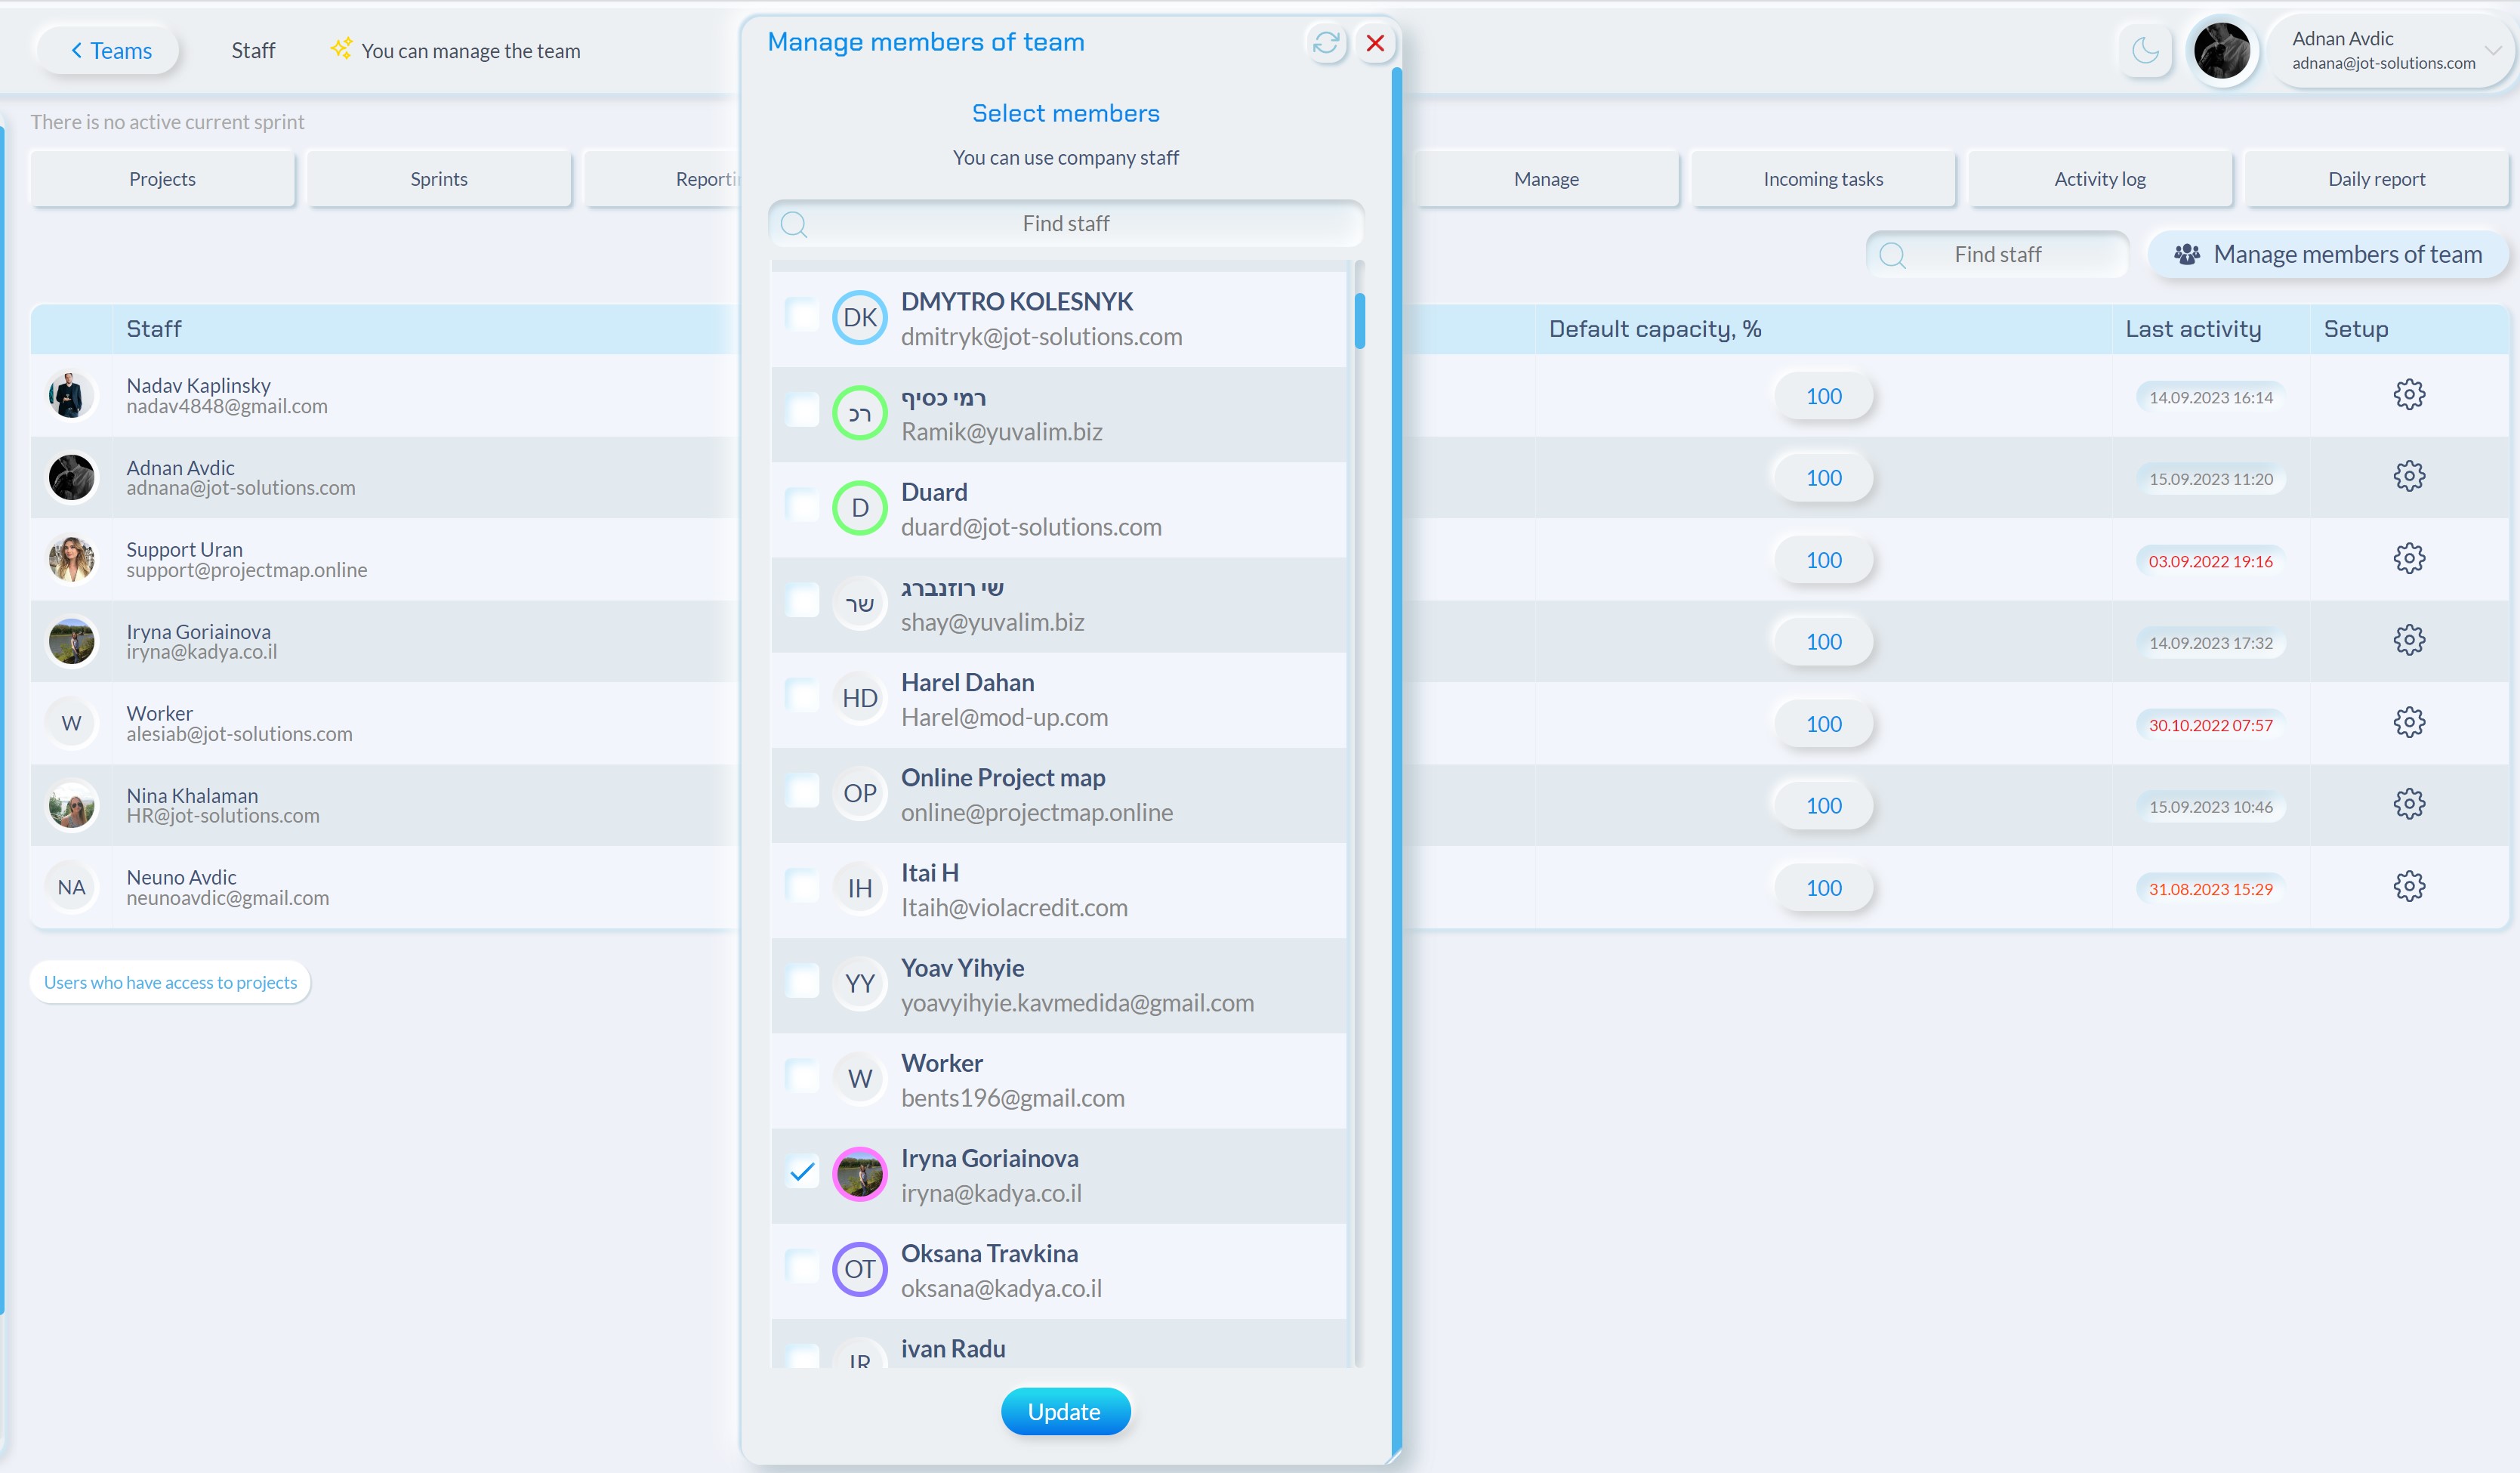 Teams
Staff
You can manage the team
Adnan Avdic
adnana@jot-solutions.com
There is no active current sprint
Projects
Sprints
Manage
Incoming tasks
Activity log
Daily report
Find staff
Manage members of team
Staff
Default capacity, %
Last activity
Setup
Nadav Kaplinsky
nadav4848@gmail.com
100
14.09.2023 16:14
Adnan Avdic
adnana@jot-solutions.com
100
15.09.2023 11:20
Support Uran
support@projectmap.online
100
03.09.2022 19:16
Iryna Goriainova
iryna@kadya.co.il
100
14.09.2023 17:32
W
Worker
alesiab@jot-solutions.com
100
30.10.2022 07:57
Nina Khalaman
HR@jot-solutions.com
100
15.09.2023 10:46
NA
Neuno Avdic
neunoavdic@gmail.com
100
31.08.2023 15:29
Users who have access to projects
Manage members of team
Select members
You can use company staff
Find staff
DK
DMYTRO KOLESNYK
dmitryk@jot-solutions.com
רכ
רמי כסיף
Ramik@yuvalim.biz
D
Duard
duard@jot-solutions.com
שר
שי רוזנברג
shay@yuvalim.biz
HD
Harel Dahan
Harel@mod-up.com
OP
Online Project map
online@projectmap.online
IH
Itai H
Itaih@violacredit.com
YY
Yoav Yihyie
yoavyihyie.kavmedida@gmail.com
W
Worker
bents196@gmail.com
Iryna Goriainova
iryna@kadya.co.il
OT
Oksana Travkina
oksana@kadya.co.il
IR
ivan Radu
Update